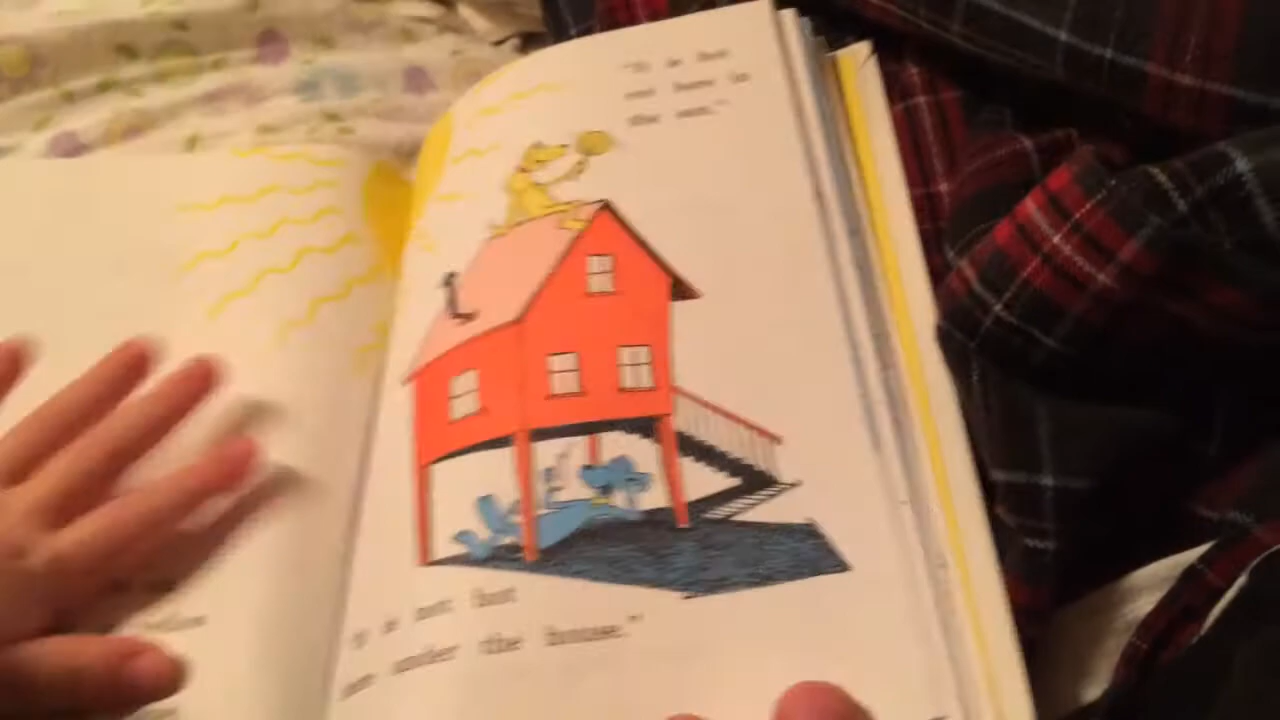 "It is hot
out here in
the sun."
It is not hot
under the house."